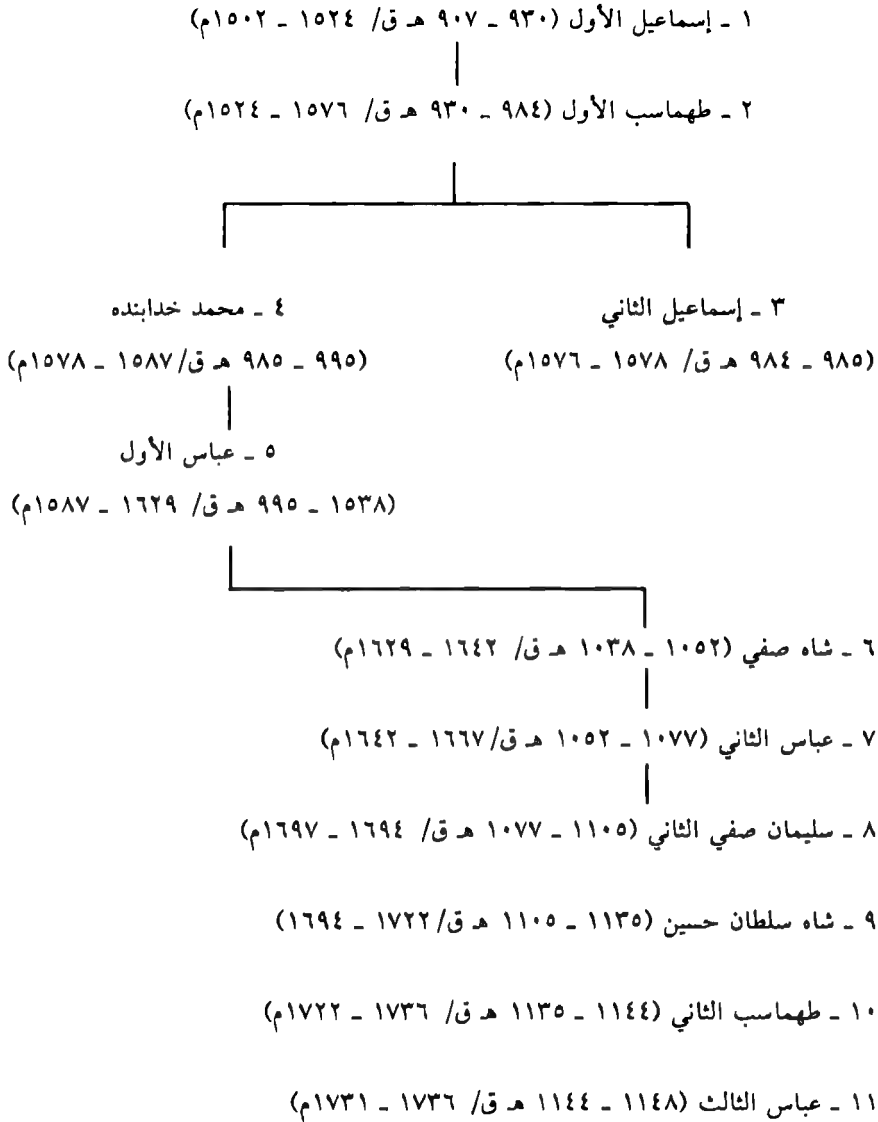 ١ ـ إسماعيل الأول (٩٣٠ ـ ٩٠٧ هـ ق/ ١٥٢٤ ـ ١٥٠٢م)
٢ ـ طهماسب الأول (٩٨٤ ـ ٩٣٠ هـ ق/ ١٥٧٦ ـ ١٥٢٤م)
٣ ـ إسماعيل الثاني
(٩٨٥ ـ ٩٨٤ هـ ق/ ١٥٧٨ ـ ١٥٧٦م)
٤ ـ محمد خدابنده
(٩٩٥ ـ ٩٨٥ هـ ق/١٥٨٧ ـ ١٥٧٨م)
٥ ـ عباس الأول
(١٥٣٨ ـ ٩٩٥ هـ ق/ ١٦٢٩ ـ ١٥٨٧م)
٦ ـ شاه صفي (١٠٥٢ ـ ١٠٣٨ هـ ق/ ١٦٤٢ ـ ١٦٢٩م)
٧ ـ عباس الثاني (١٠٧٧ ـ ١٠٥٢ هـ ق/١٦٦٧ ـ ١٦٤٢م)
٨ ـ سليمان صفي الثاني (١١٠٥ ـ ١٠٧٧ هـ ق/ ١٦٩٤ ـ ١٦٩٧م)
٩ ـ شاه سلطان حسين (١١٣٥ ـ ١١٠٥ هـ ق/١٧٢٢ ـ ١٦٩٤)
١٠ ـ طهماسب الثاني (١١٤٤ ـ ١١٣٥ هـ ق/ ١٧٣٦ ـ ١٧٢٢م)
١١ ـ عباس الثالث (١١٤٨ ـ ١١٤٤ هـ ق/ ١٧٣٦ ـ ١٧٣١م)